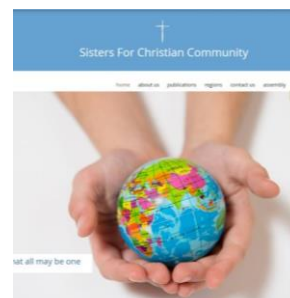 Sisters For Christian Community
home about us publications regions contact us assembly
hat all may be one